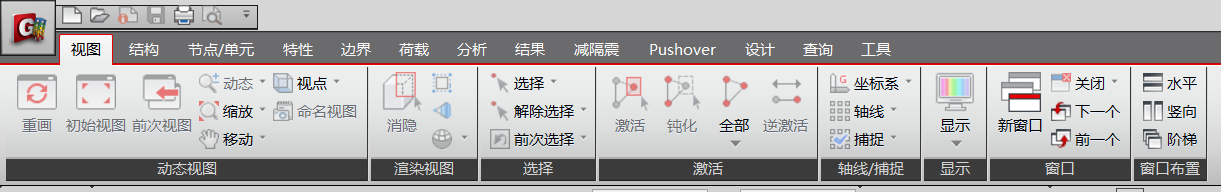 G
视图 结构 节点/单元 特性 边界 荷载 分析 结果 减隔震 Pushover 设计 查询 工具
重画 初始视图 前次视图 动态 缩放 移动 视点 命名视图
消隐
选择 解除选择 前次选择
激活 钝化 全部 逆激活
坐标系 轴线 捕捉
显示
新窗口 关闭 下一个 前一个
水平 竖向 阶梯
动态视图 渲染视图 选择 激活 轴线/捕捉 显示 窗口 窗口布置